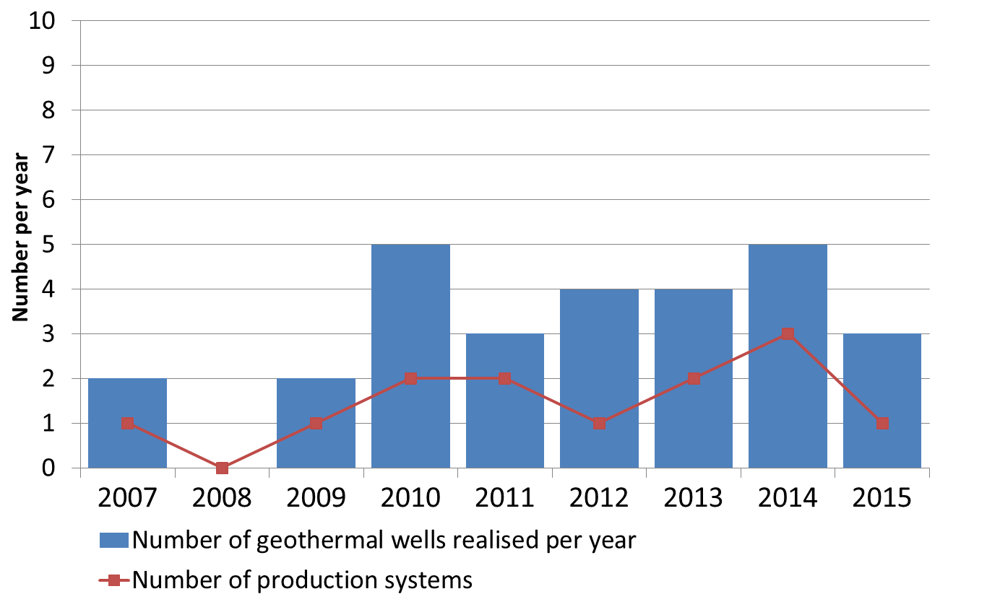 10
9
8
7
6
5
4
3
2
1
0
Number per year
2007 2008 2009 2010 2011 2012 2013 2014 2015
Number of geothermal wells realised per year
Number of production systems